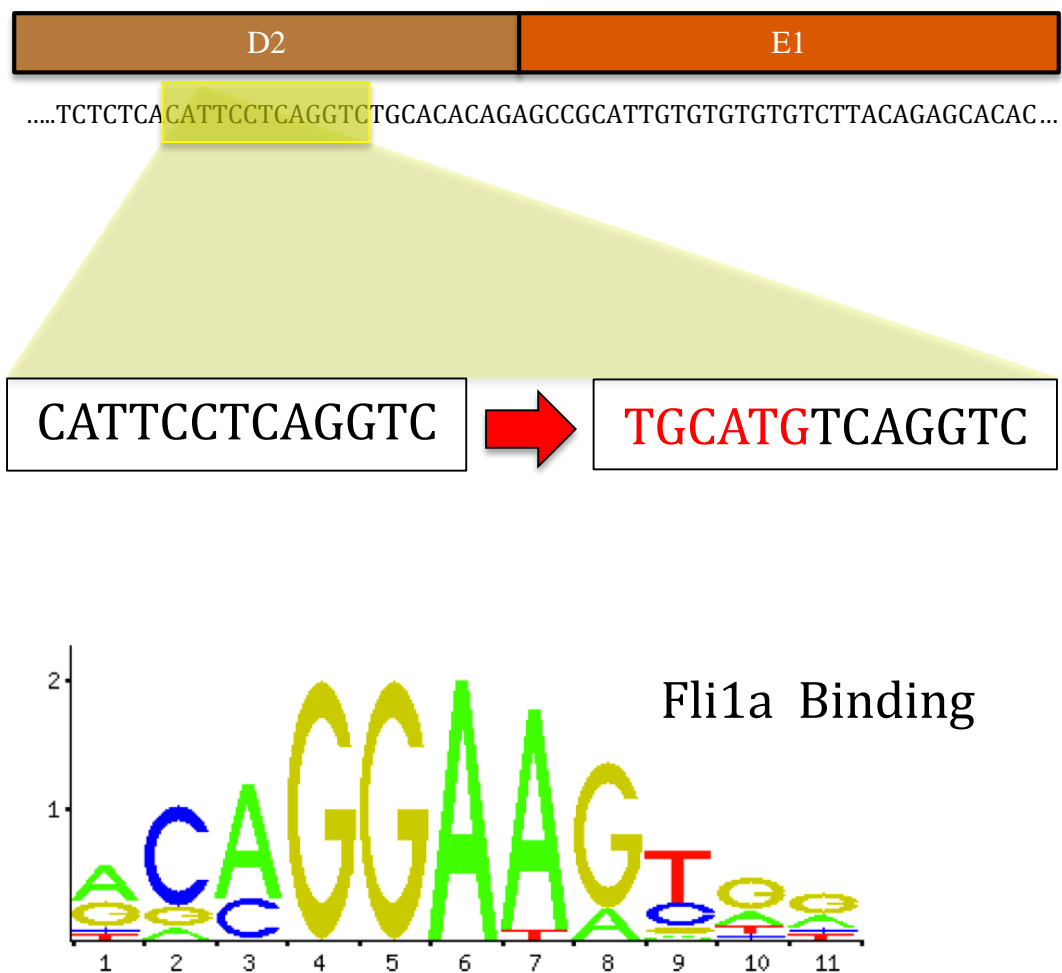 D2 E1
.....TCTCTCACATTCCTCAGGTCTGCACACAGAGCCGCATTGTGTGTGTGTCTTACAGAGCACAC...
CATTCCTCAGGTC TGCATGTCAGGTC
Fli1a Binding
2
1
A C A G G A A G T G G
G G C T A C A A
A
1 2 3 4 5 6 7 8 9 10 11